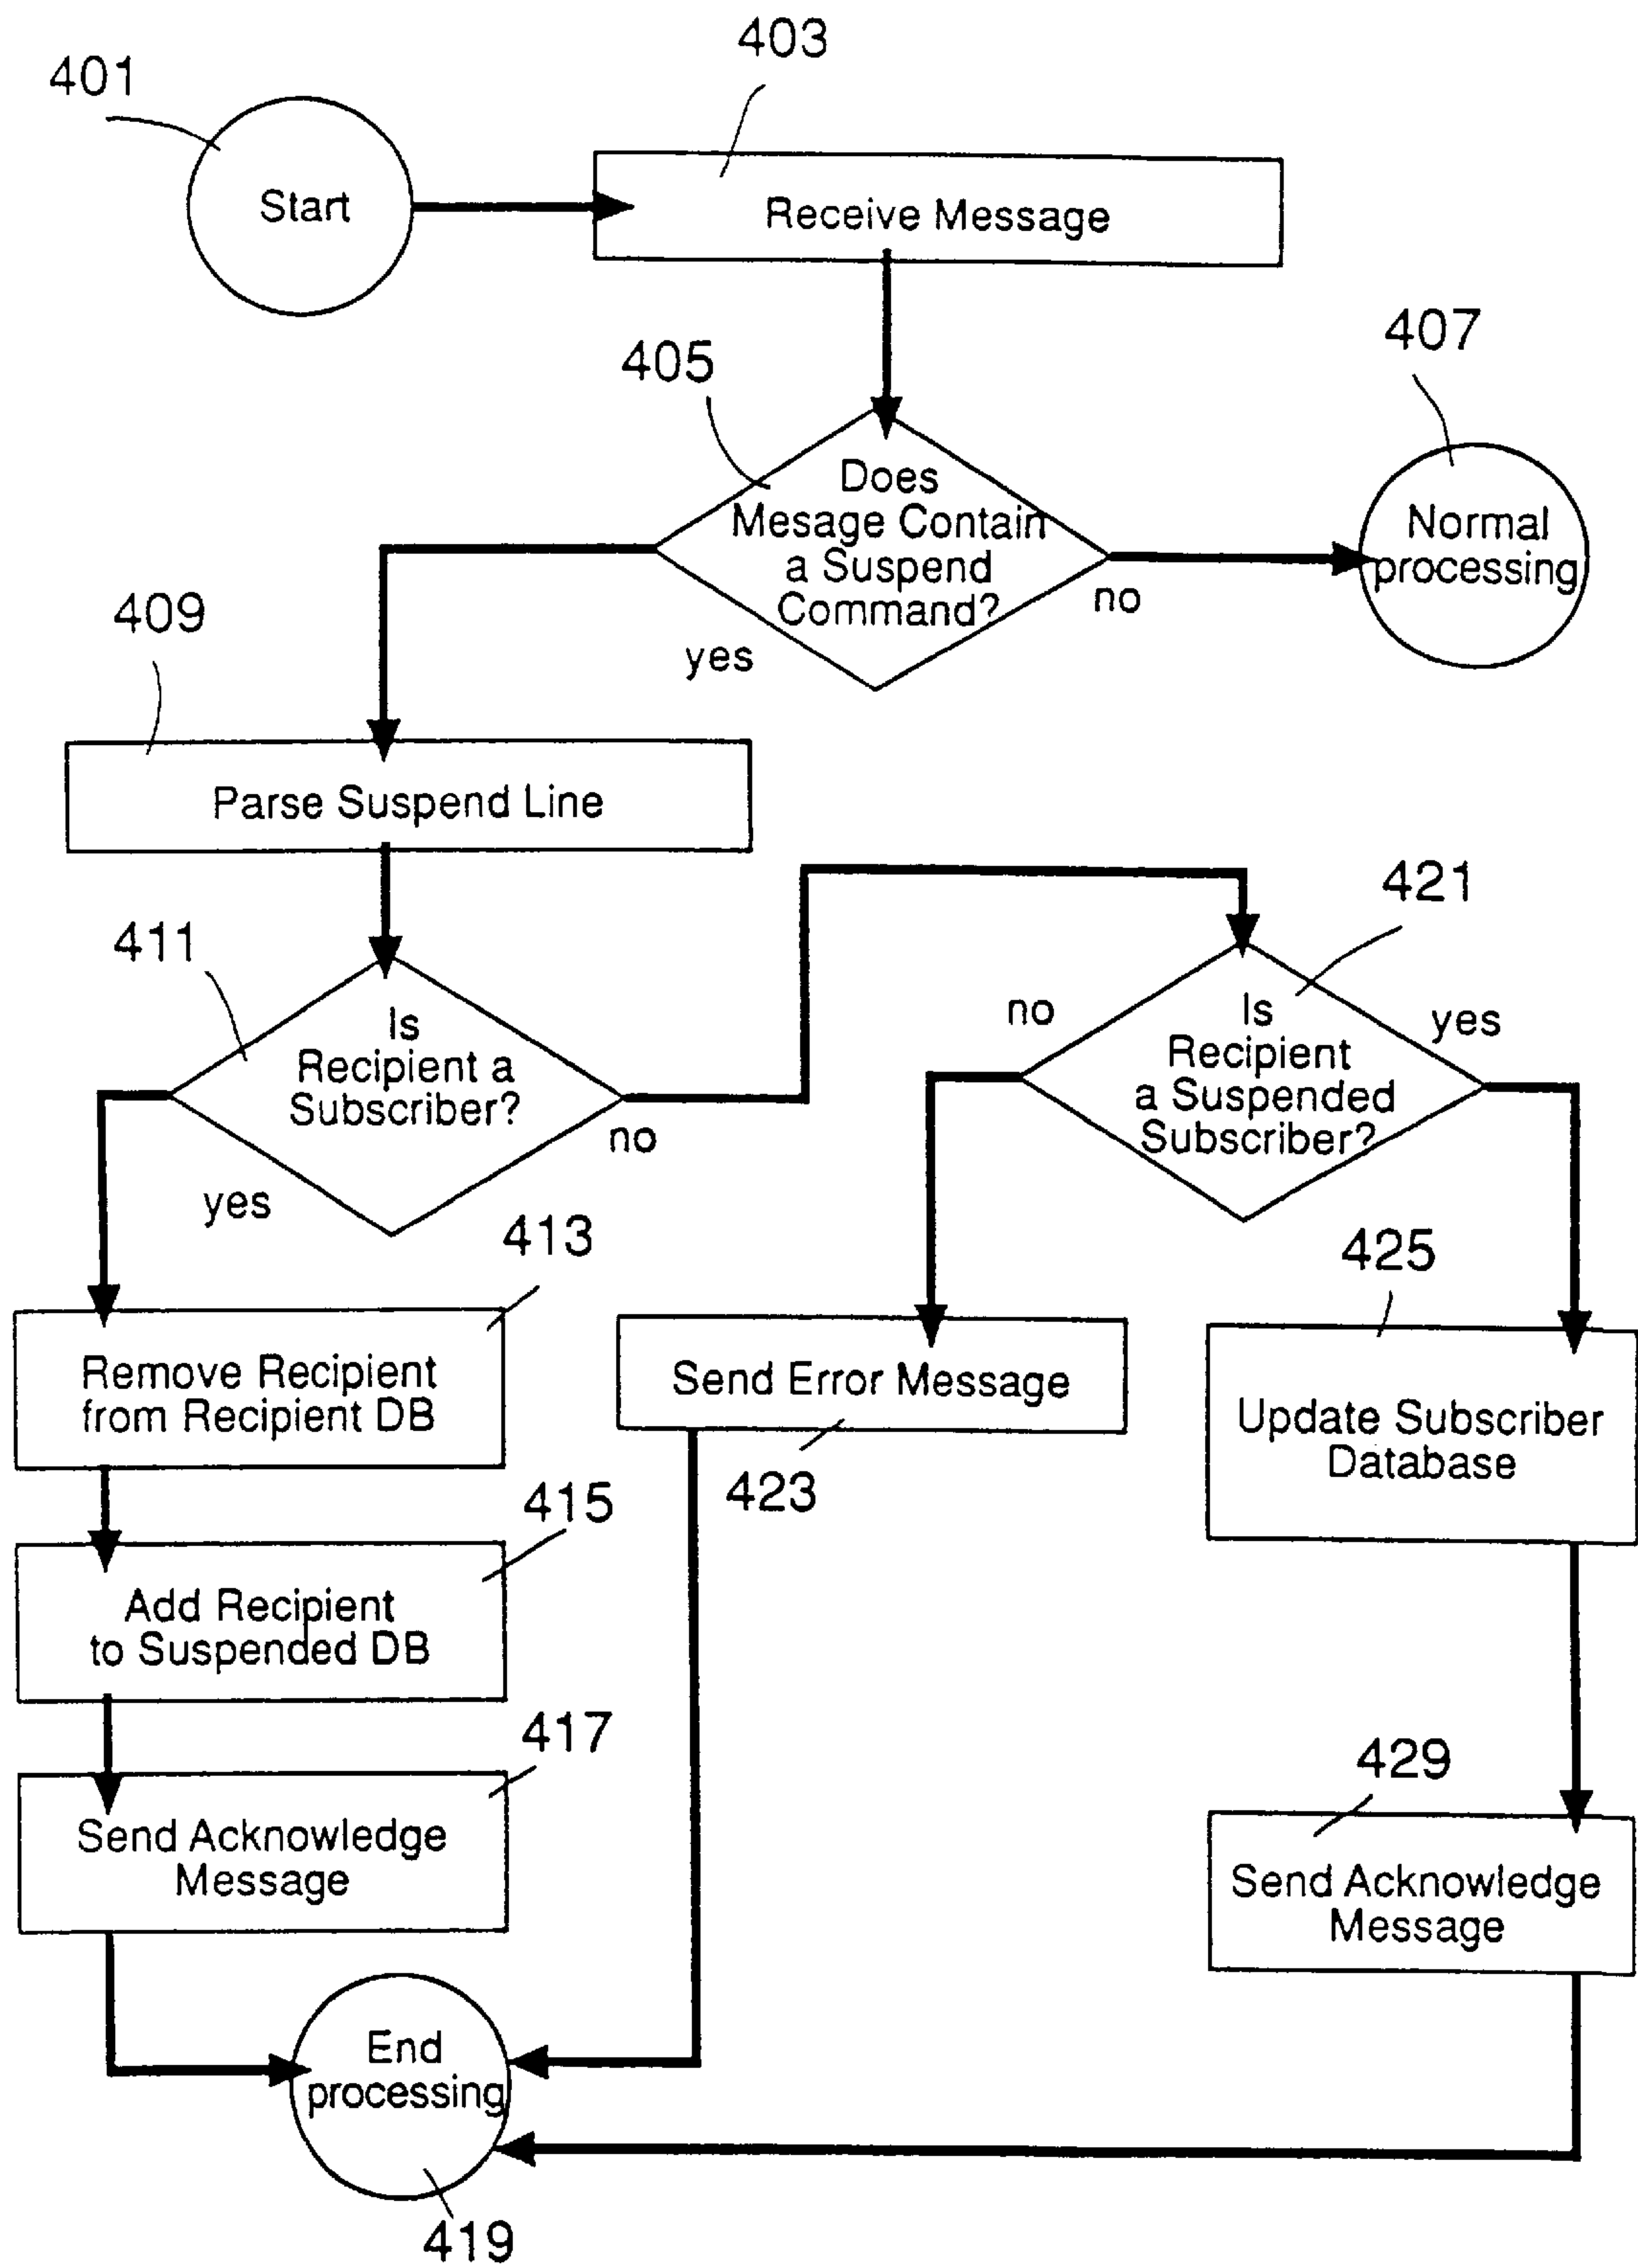 403
401
Start
Receive Message
407
405
Does
Mesage Contain
a Suspend
Command?
Normal
processing
no
yes
409
Parse Suspend Line
421
411
Is
Recipient a
Subscriber?
no
yes
no
Is
Recipient
a Suspended
Subscriber?
yes
413
425
Remove Recipient
from Recipient DB
Send Error Message
423
Update Subscriber
Database
415
Add Recipient
to Suspended DB
417
429
Send Acknowledge
Message
Send Acknowledge
Message
End
processing
419